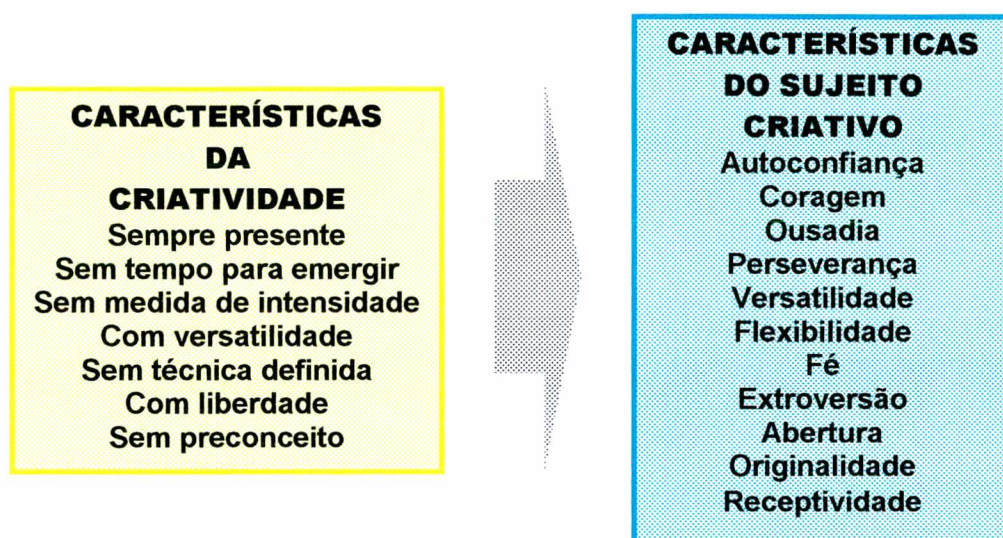 CARACTERÍSTICAS
DA
CRIATIVIDADE
Sempre presente
Sem tempo para emergir
Sem medida de intensidade
Com versatilidade
Sem técnica definida
Com liberdade
Sem preconceito
CARACTERÍSTICAS
DO SUJEITO
CRIATIVO
Autoconfiança
Coragem
Ousadia
Perseverança
Versatilidade
Flexibilidade
Fé
Extroversão
Abertura
Originalidade
Receptividade